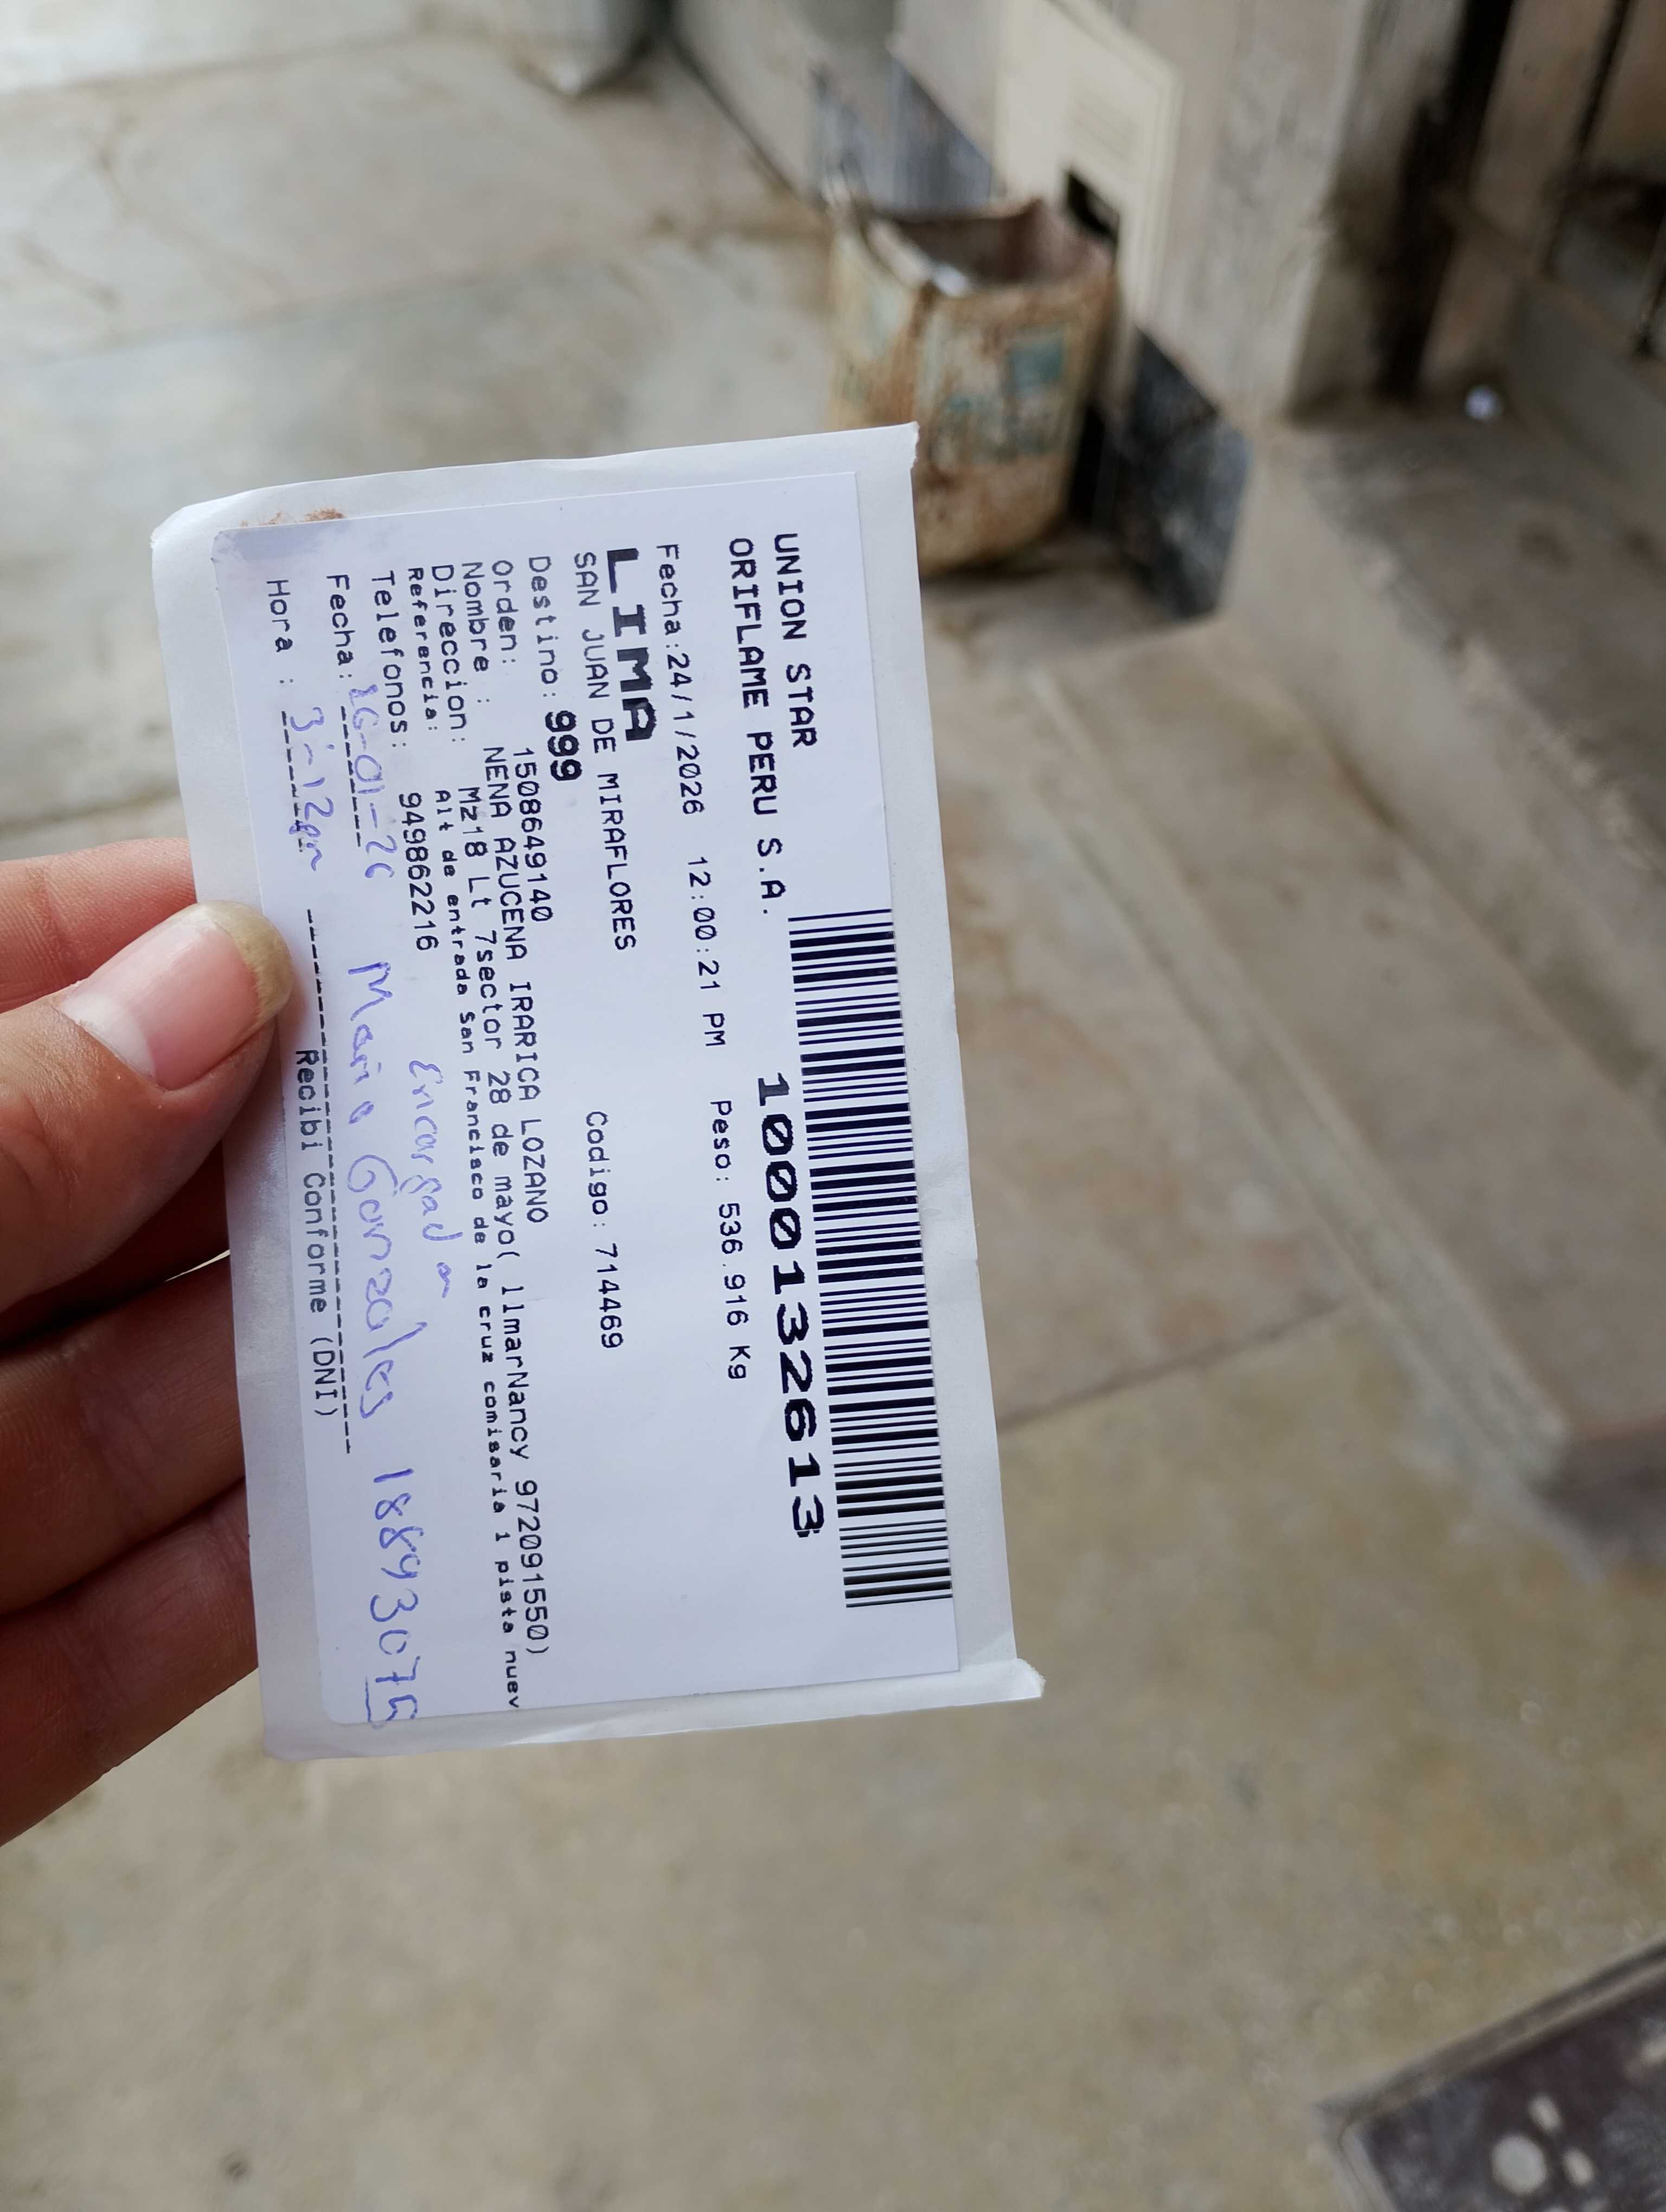 UNION STAR
ORIFLAME PERU S.A.
1000132613
Fecha:24/1/2026 12:00:21 PM Peso: 536.916 Kg
LIMA
SAN JUAN DE MIRAFLORES Codigo: 714469
Destino: 999
Orden: 1508649140
Nombre : NENA AZUCENA IRARICA LOZANO
Direccion: Mz18 Lt 7sector 28 de mayo( llmarNancy 972091550)
Referencia: Alt de entrada San Francisco de la cruz comisaria 1 pista nuev
Telefonos: 949862216
Encargada
Fecha: -01-26 Maria Gonzales 18893075
Hora : 3:12pm Recibi Conforme (DNI)